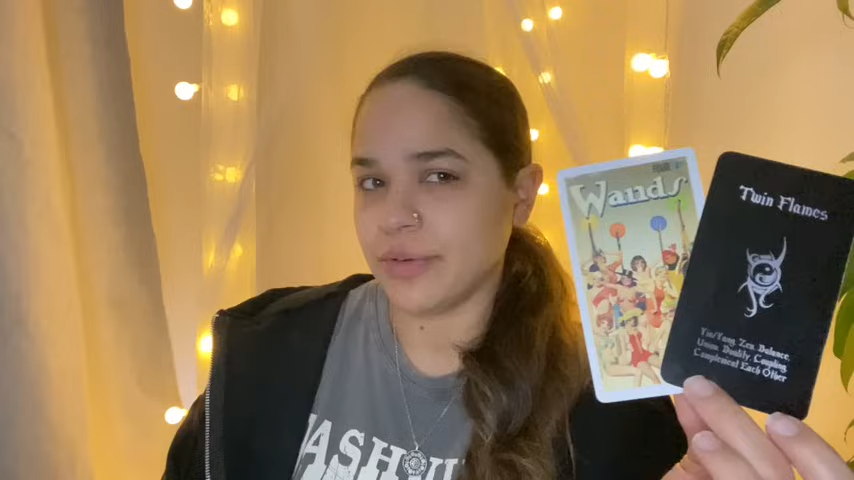 Wands
Twin Flames
Yin/Yang Zen Balance,
Union Duality Coupling
Complement Each Other